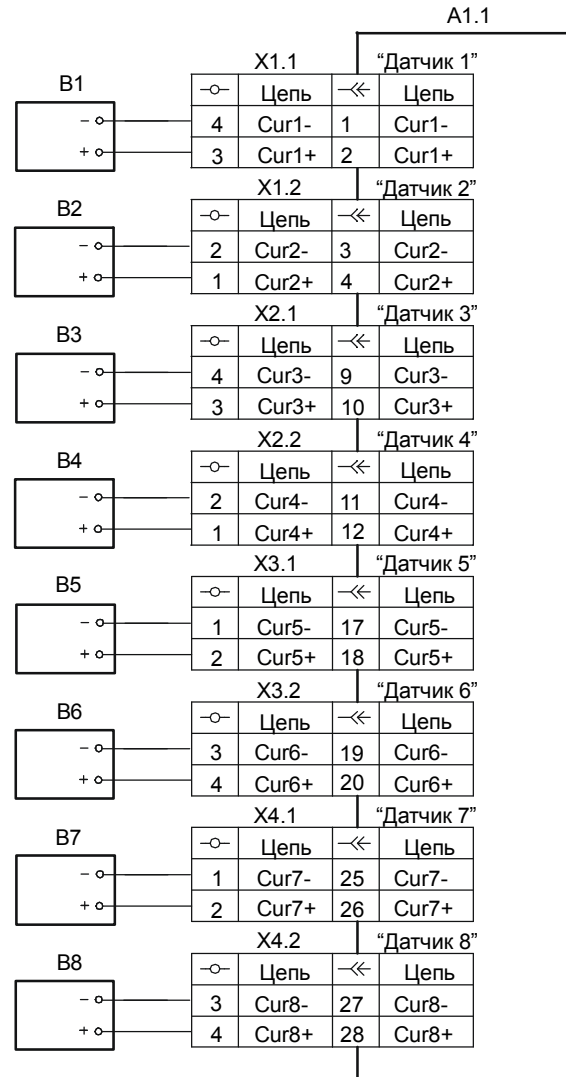 A1.1
X1.1 “Датчик 1”
B1
Цепь Цепь
− 4 Cur1- 1 Cur1-
+ 3 Cur1+ 2 Cur1+
X1.2 “Датчик 2”
B2
Цепь Цепь
− 2 Cur2- 3 Cur2-
+ 1 Cur2+ 4 Cur2+
X2.1 “Датчик 3”
B3
Цепь Цепь
− 4 Cur3- 9 Cur3-
+ 3 Cur3+ 10 Cur3+
X2.2 “Датчик 4”
B4
Цепь Цепь
− 2 Cur4- 11 Cur4-
+ 1 Cur4+ 12 Cur4+
X3.1 “Датчик 5”
B5
Цепь Цепь
− 1 Cur5- 17 Cur5-
+ 2 Cur5+ 18 Cur5+
X3.2 “Датчик 6”
B6
Цепь Цепь
− 3 Cur6- 19 Cur6-
+ 4 Cur6+ 20 Cur6+
X4.1 “Датчик 7”
B7
Цепь Цепь
− 1 Cur7- 25 Cur7-
+ 2 Cur7+ 26 Cur7+
X4.2 “Датчик 8”
B8
Цепь Цепь
− 3 Cur8- 27 Cur8-
+ 4 Cur8+ 28 Cur8+